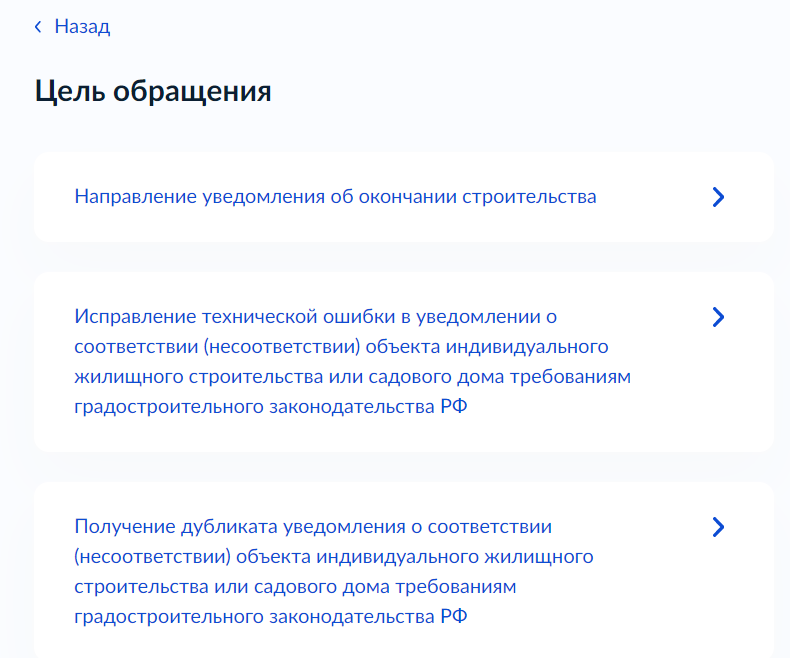 Назад
Цель обращения
Направление уведомления об окончании строительства
Исправление технической ошибки в уведомлении о
соответствии (несоответствии) объекта индивидуального
жилищного строительства или садового дома требованиям
градостроительного законодательства РФ
Получение дубликата уведомления о соответствии
(несоответствии) объекта индивидуального жилищного
строительства или садового дома требованиям
градостроительного законодательства РФ